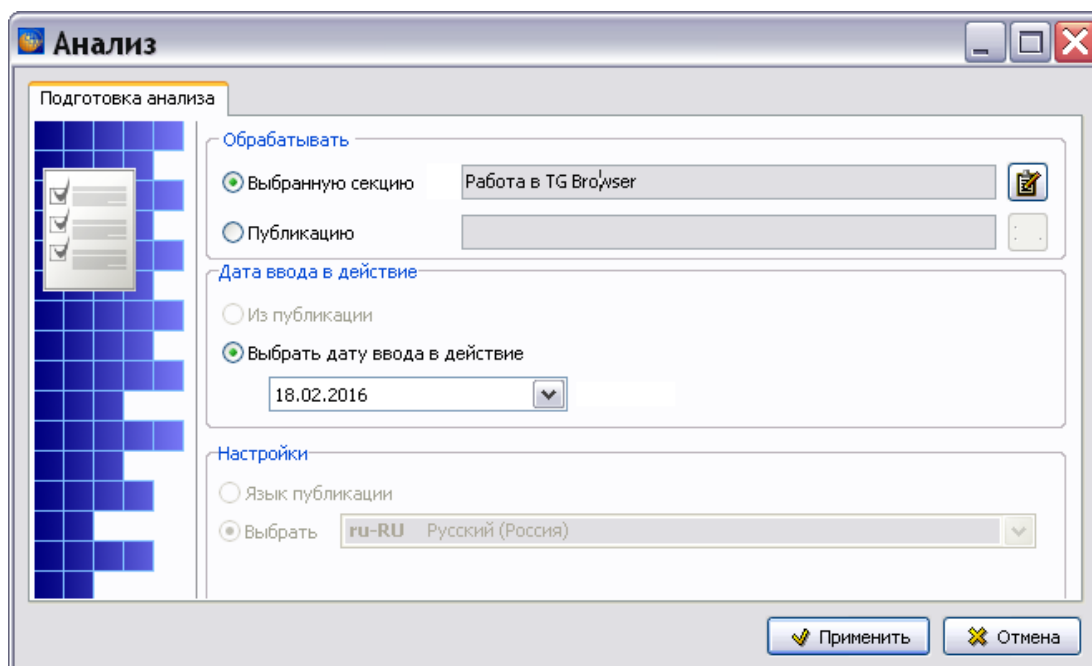 Анализ
Подготовка анализа
Обрабатывать
Выбранную секцию Работа в TG Browser
Публикацию
Дата ввода в действие
Из публикации
Выбрать дату ввода в действие
18.02.2016
Настройки
Язык публикации
Выбрать ru-RU Русский (Россия)
Применить Отмена